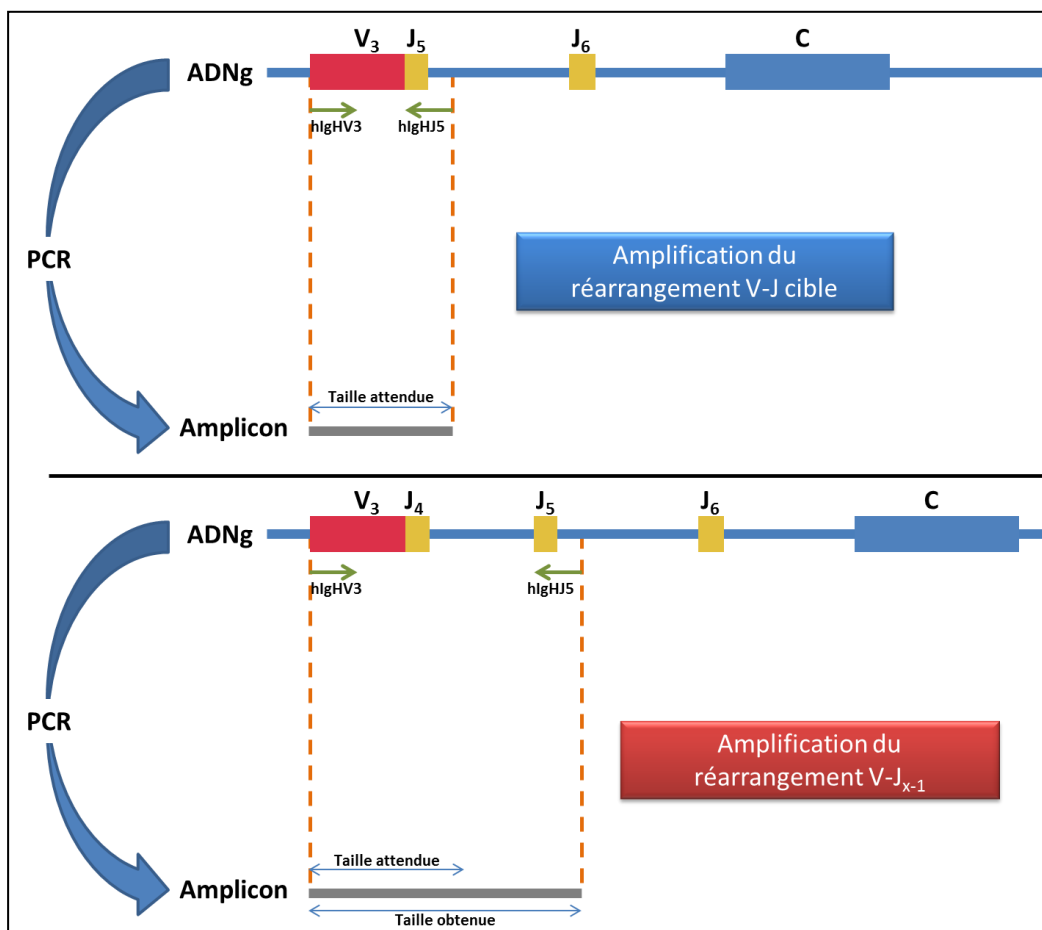 V3 J5 J6 C
ADNg
hIgHV3 hIgHJ5
PCR
Amplification du
réarrangement V-J cible
Taille attendue
Amplicon
V3 J4 J5 J6 C
ADNg
hIgHV3 hIgHJ5
PCR
Amplification du
réarrangement V-Jx-1
Taille attendue
Amplicon
Taille obtenue